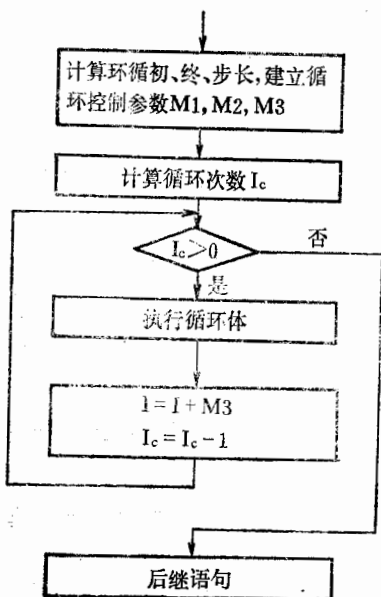 计算环循初、终、步长,建立循
环控制参数M1,M2,M3
计算循环次数Ic
Ic>0
否
是
执行循环体
I=I+M3
Ic=Ic-1
后继语句